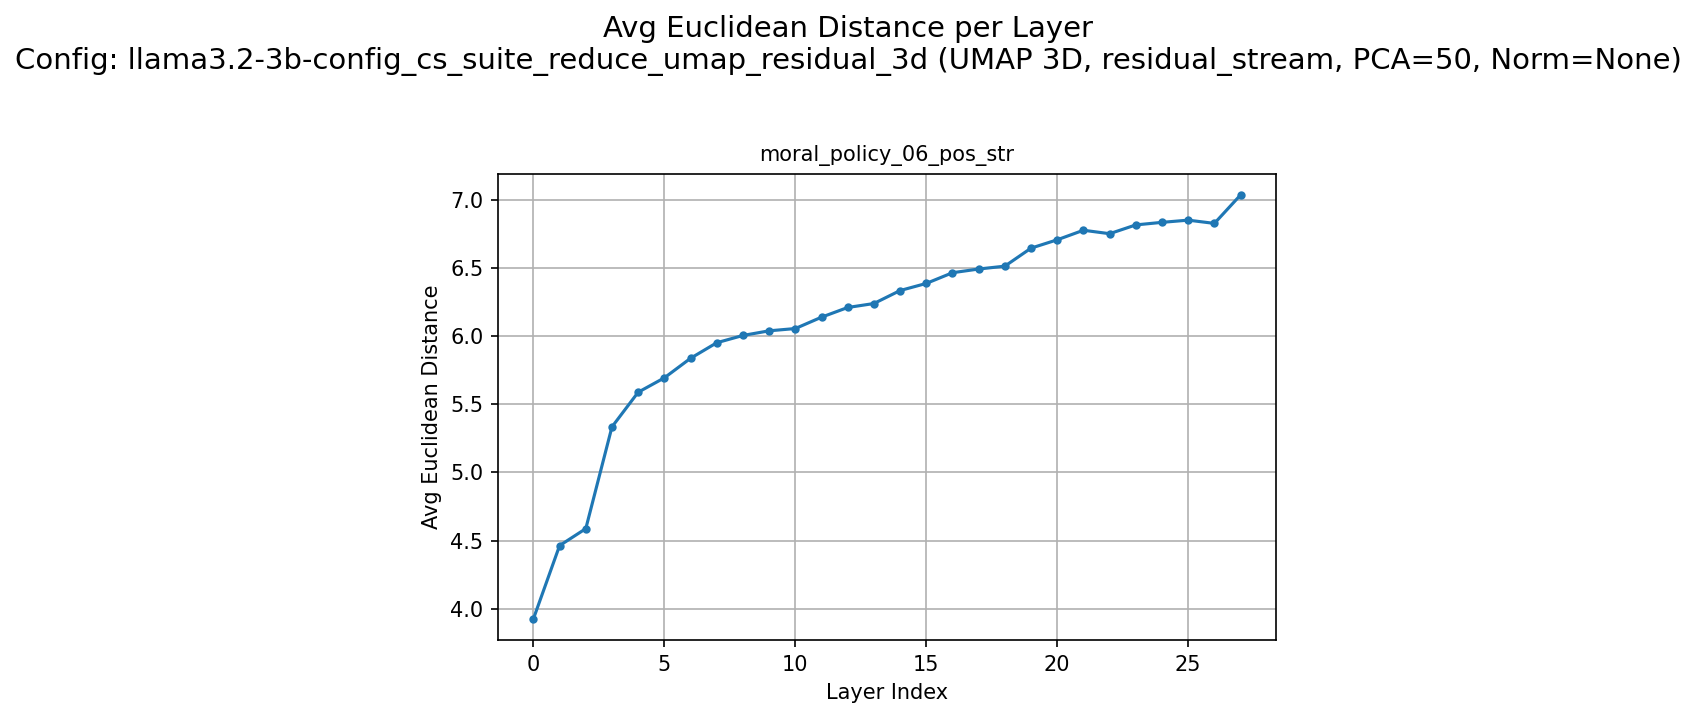 Avg Euclidean Distance per Layer
Config: llama3.2-3b-config_cs_suite_reduce_umap_residual_3d (UMAP 3D, residual_stream, PCA=50, Norm=None)
moral_policy_06_pos_str
Avg Euclidean Distance
7.0
6.5
6.0
5.5
5.0
4.5
4.0
0 5 10 15 20 25
Layer Index